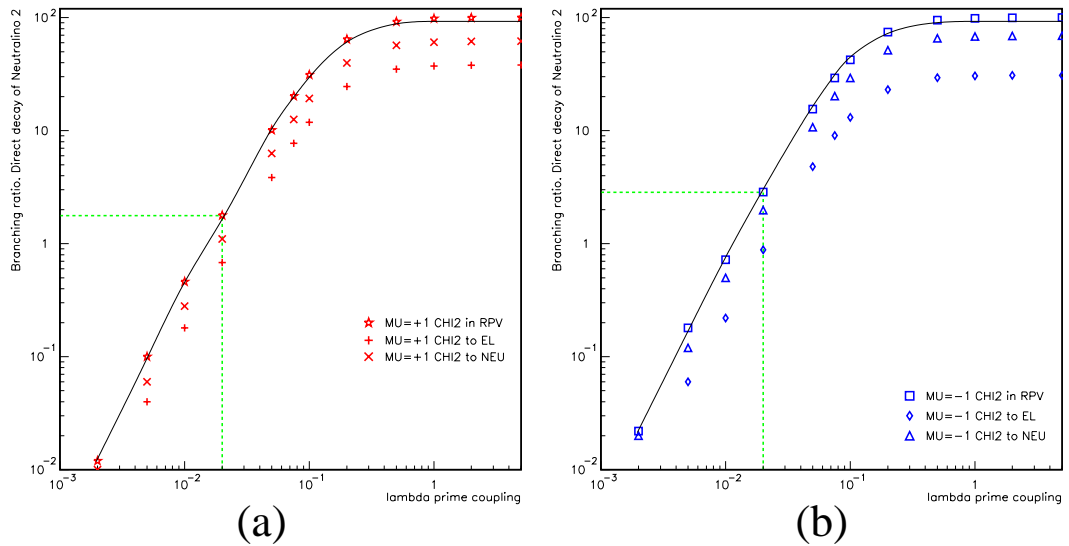 Branching ratio. Direct decay of Neutralino 2
10²
10
1
10⁻¹
10⁻²
MU=+1 CHI2 in RPV
MU=+1 CHI2 to EL
MU=+1 CHI2 to NEU
10⁻³
10⁻²
10⁻¹
1
lambda prime coupling
(a)
Branching ratio. Direct decay of Neutralino 2
10²
10
1
10⁻¹
10⁻²
MU=−1 CHI2 in RPV
MU=−1 CHI2 to EL
MU=−1 CHI2 to NEU
10⁻³
10⁻²
10⁻¹
1
lambda prime coupling
(b)